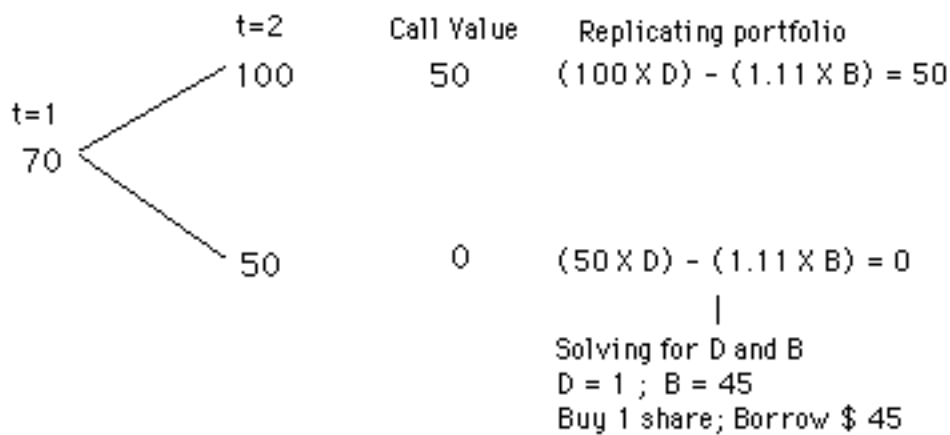 t=2 Call Value Replicating portfolio
100 50 (100 X D) - (1.11 X B) = 50
t=1
70
50 0 (50 X D) - (1.11 X B) = 0
Solving for D and B
D = 1 ; B = 45
Buy 1 share; Borrow $ 45